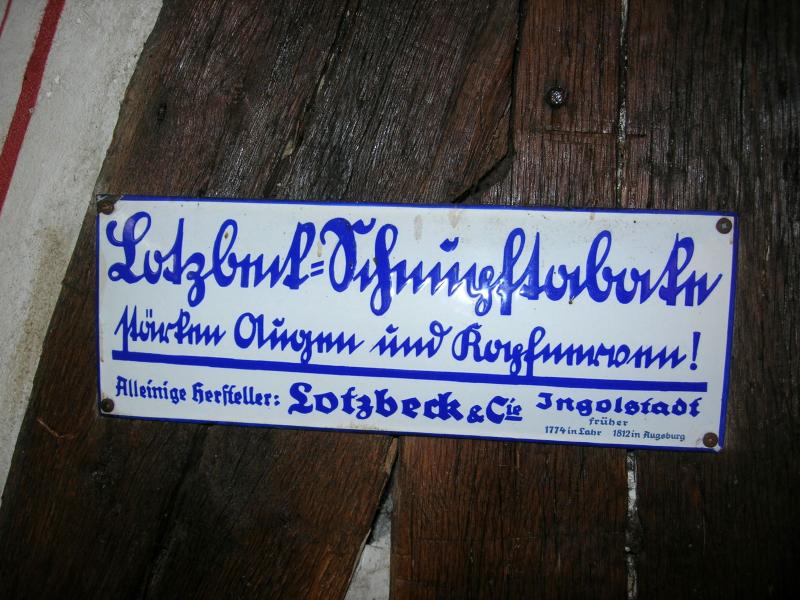 Lotzbeck-Schnupftabake
stärken Augen und Kopfnerven!
Alleinige Hersteller: Lotzbeck & Cie Ingolstadt
früher
1774 in Lahr 1812 in Augsburg